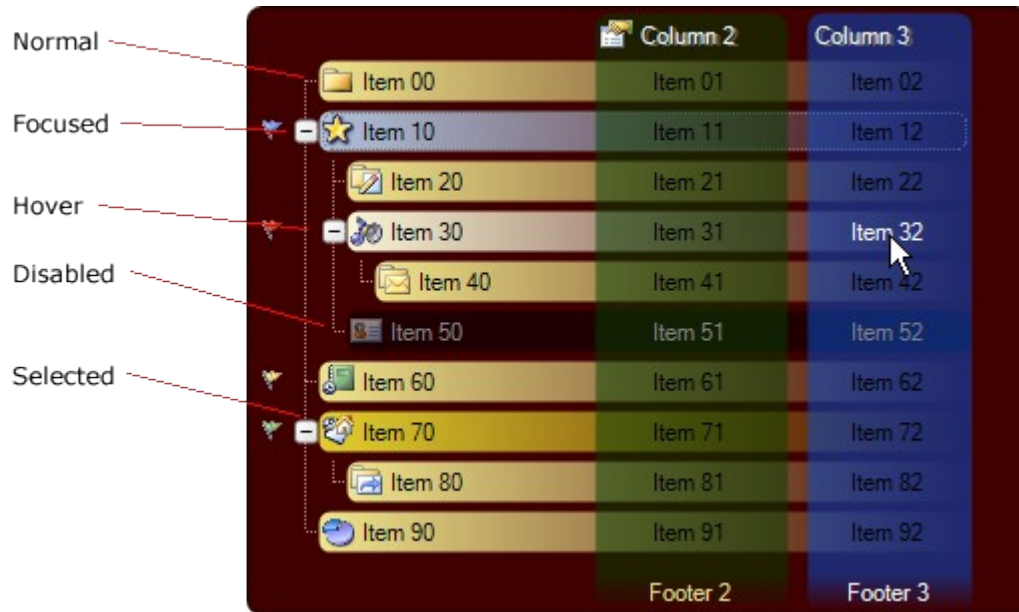 Column 2 Column 3
Normal
Item 00 Item 01 Item 02
Focused
Item 10 Item 11 Item 12
Item 20 Item 21 Item 22
Hover
Item 30 Item 31 Item 32
Disabled
Item 40 Item 41 Item 42
Item 50 Item 51 Item 52
Selected
Item 60 Item 61 Item 62
Item 70 Item 71 Item 72
Item 80 Item 81 Item 82
Item 90 Item 91 Item 92
Footer 2 Footer 3